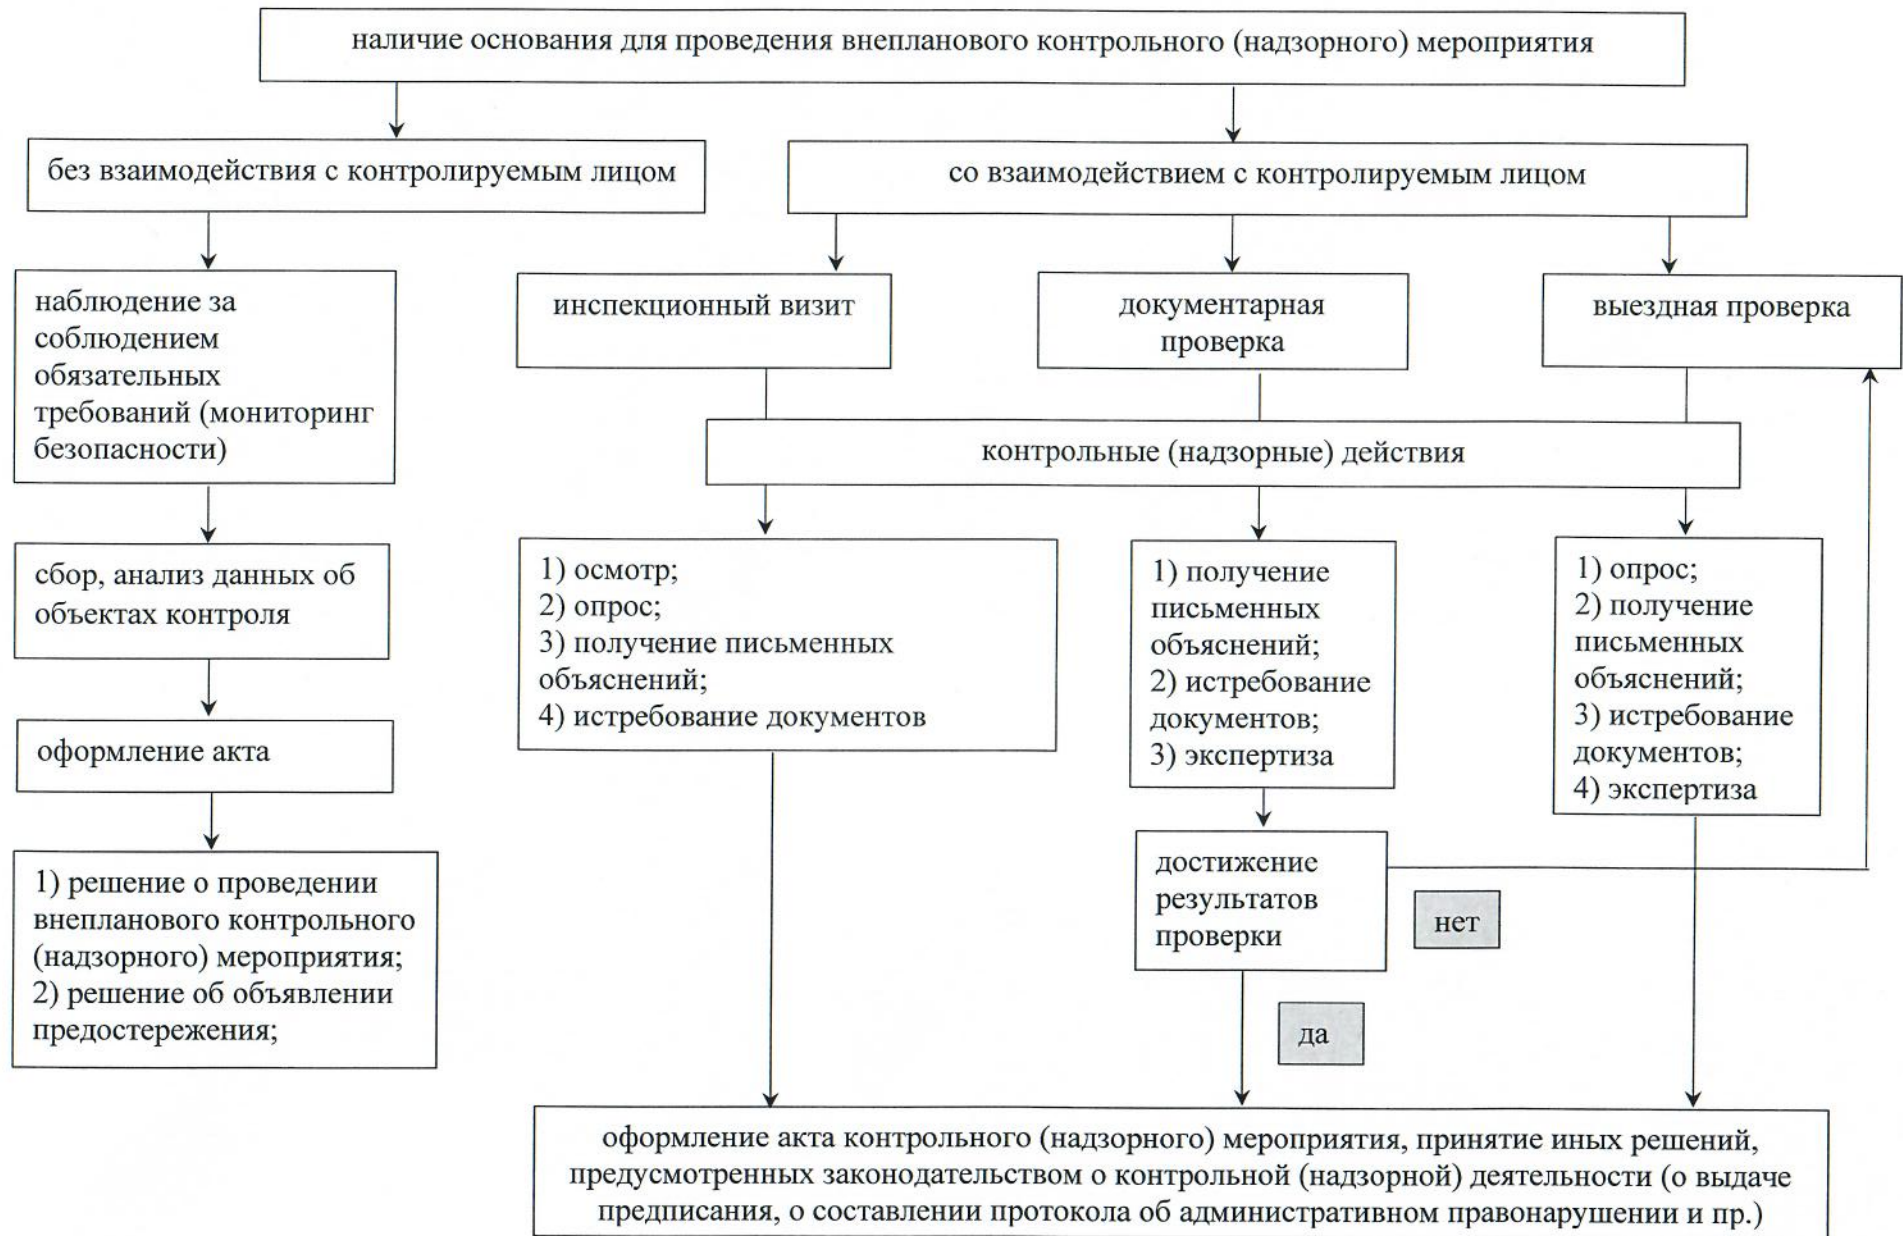 наличие основания для проведения внепланового контрольного (надзорного) мероприятия
без взаимодействия с контролируемым лицом
со взаимодействием с контролируемым лицом
наблюдение за
соблюдением
обязательных
требований (мониторинг
безопасности)
инспекционный визит
документарная
проверка
выездная проверка
контрольные (надзорные) действия
сбор, анализ данных об
объектах контроля
1) осмотр;
2) опрос;
3) получение письменных
объяснений;
4) истребование документов
1) получение
письменных
объяснений;
2) истребование
документов;
3) экспертиза
1) опрос;
2) получение
письменных
объяснений;
3) истребование
документов;
4) экспертиза
оформление акта
1) решение о проведении
внепланового контрольного
(надзорного) мероприятия;
2) решение об объявлении
предостережения;
достижение
результатов
проверки
нет
да
оформление акта контрольного (надзорного) мероприятия, принятие иных решений,
предусмотренных законодательством о контрольной (надзорной) деятельности (о выдаче
предписания, о составлении протокола об административном правонарушении и пр.)